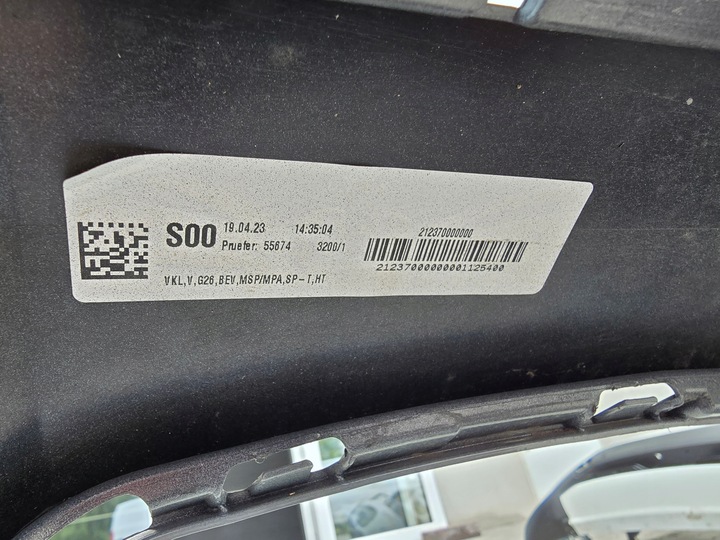 S00 19.04.23 14:35:04
Pruefer: 55674 3200/1
VKL,V,G26,BEV,MSP/MPA,SP-T,HT
212370000000
21237000000001125400